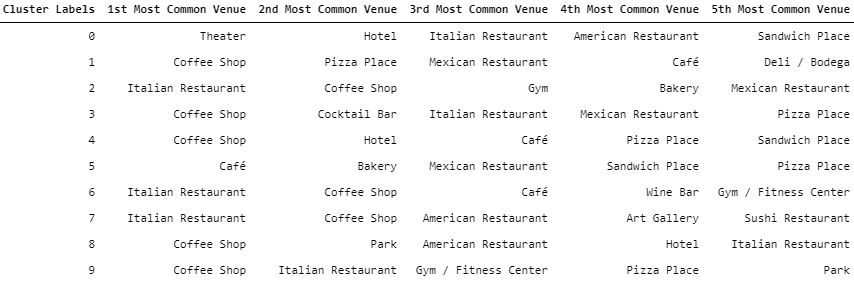 Cluster Labels 1st Most Common Venue 2nd Most Common Venue 3rd Most Common Venue 4th Most Common Venue 5th Most Common Venue
0 Theater Hotel Italian Restaurant American Restaurant Sandwich Place
1 Coffee Shop Pizza Place Mexican Restaurant Café Deli / Bodega
2 Italian Restaurant Coffee Shop Gym Bakery Mexican Restaurant
3 Coffee Shop Cocktail Bar Italian Restaurant Mexican Restaurant Pizza Place
4 Coffee Shop Hotel Café Pizza Place Sandwich Place
5 Café Bakery Mexican Restaurant Sandwich Place Pizza Place
6 Italian Restaurant Coffee Shop Café Wine Bar Gym / Fitness Center
7 Italian Restaurant Coffee Shop American Restaurant Art Gallery Sushi Restaurant
8 Coffee Shop Park American Restaurant Hotel Italian Restaurant
9 Coffee Shop Italian Restaurant Gym / Fitness Center Pizza Place Park